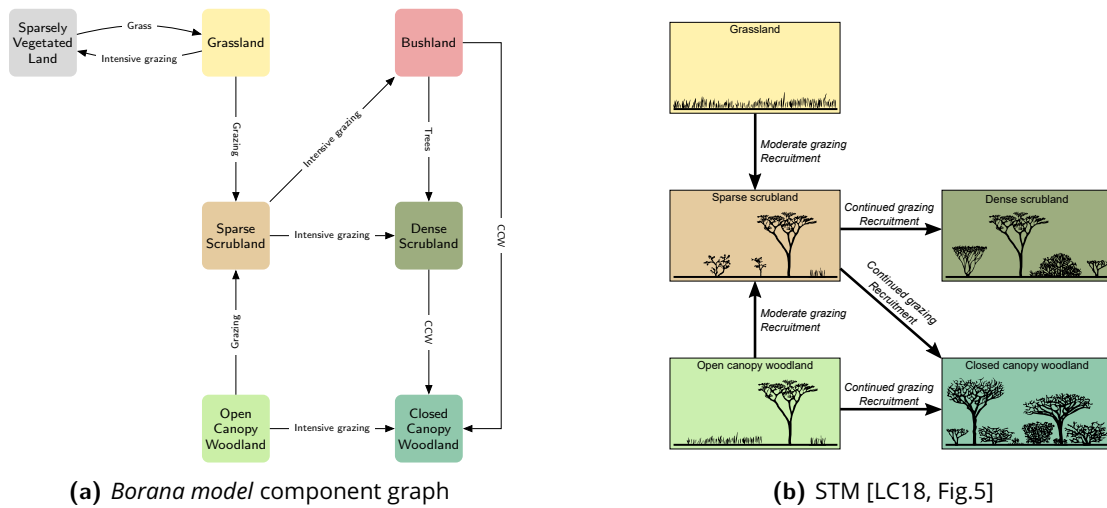 Sparsely
Vegetated
Land
Grass
Intensive grazing
Grassland
Bushland
Grazing
Intensive grazing
Trees
CCW
Sparse
Scrubland
Intensive grazing
Dense
Scrubland
Grazing
CCW
Open
Canopy
Woodland
Intensive grazing
Closed
Canopy
Woodland
(a) Borana model component graph
Grassland
Moderate grazing
Recruitment
Sparse scrubland
Continued grazing
Recruitment
Dense scrubland
Continued grazing
Recruitment
Moderate grazing
Recruitment
Open canopy woodland
Continued grazing
Recruitment
Closed canopy woodland
(b) STM [LC18, Fig.5]